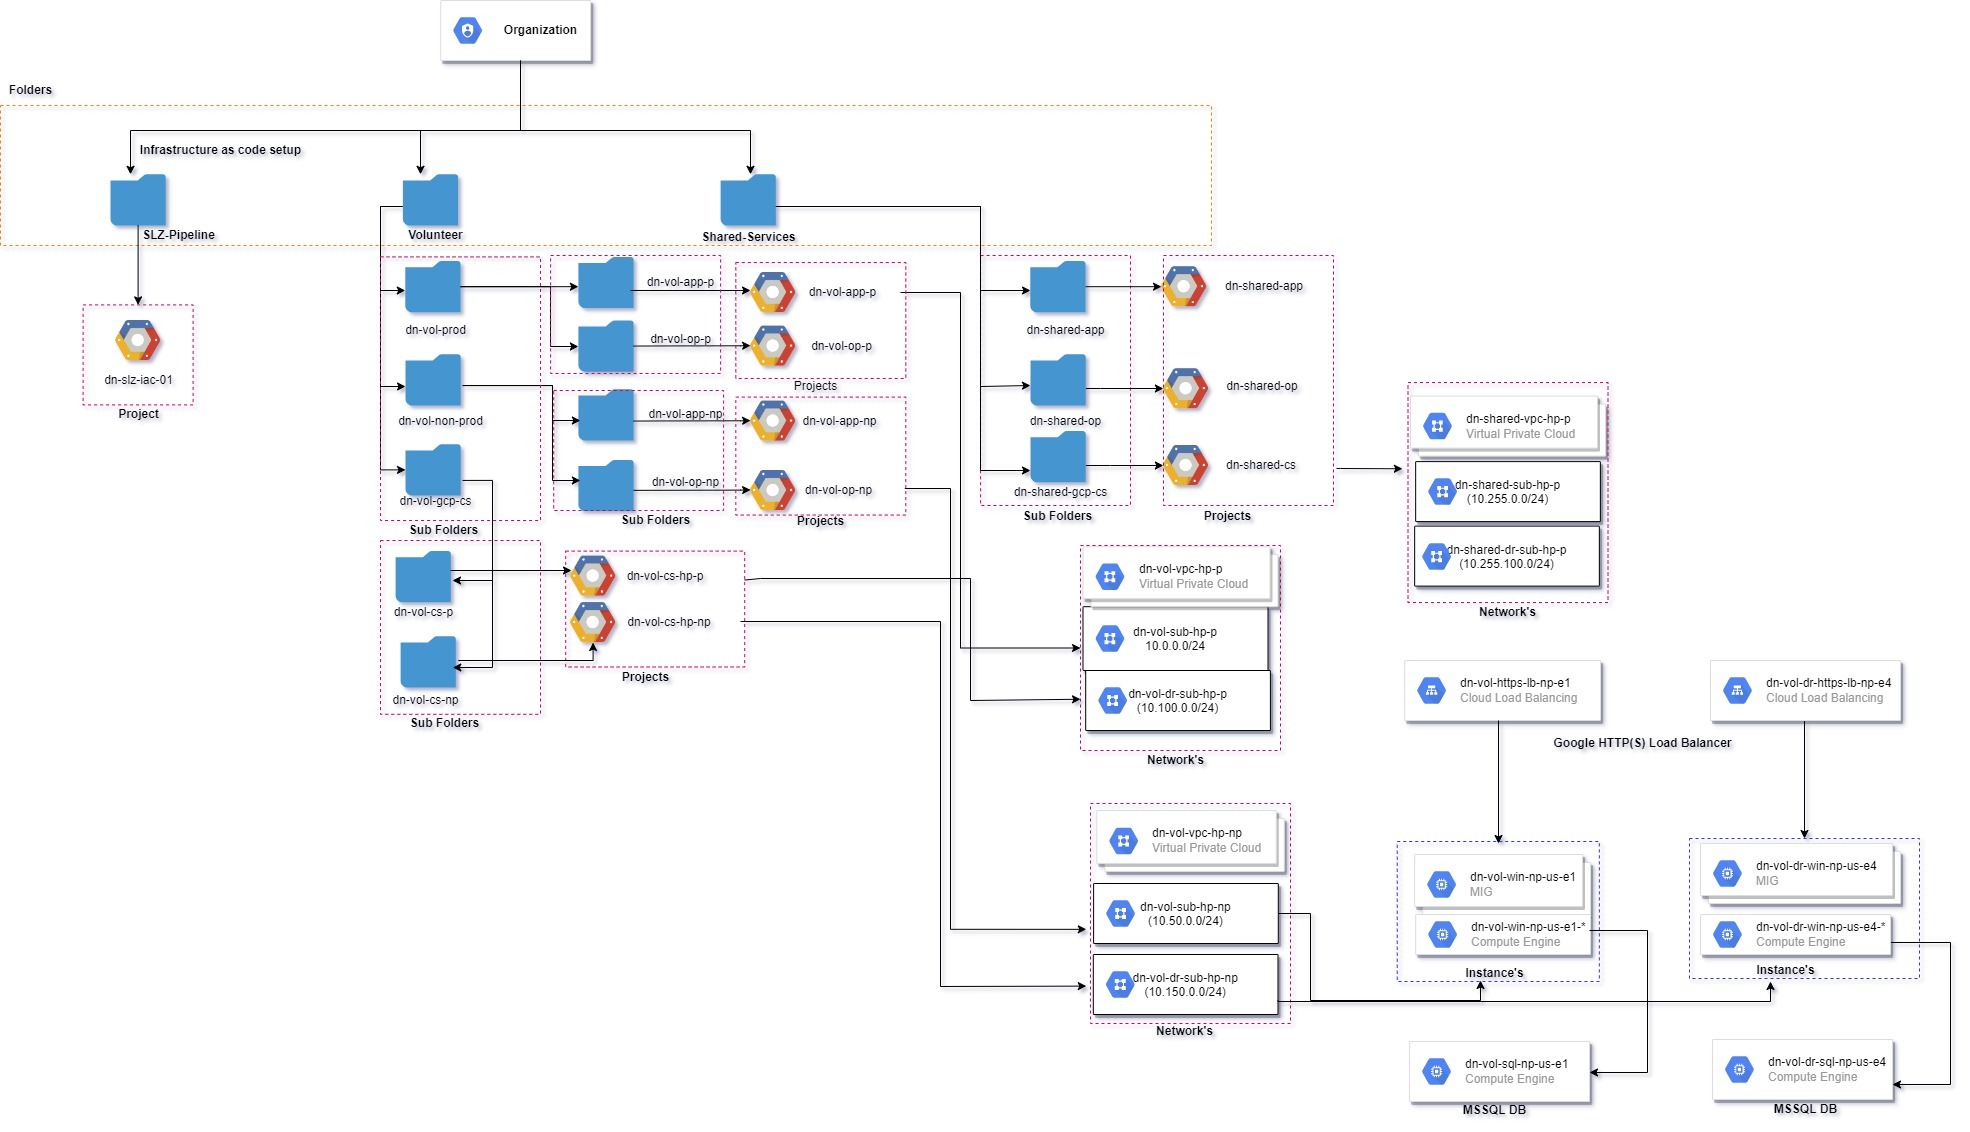 Organization
Folders
Infrastructure as code setup
SLZ-Pipeline
Volunteer
Shared-Services
dn-slz-iac-01
Project
dn-vol-prod
dn-vol-non-prod
dn-vol-gcp-cs
Sub Folders
dn-vol-app-p
dn-vol-op-p
dn-vol-app-p
dn-vol-op-p
Projects
dn-vol-app-np
dn-vol-op-np
Sub Folders
dn-vol-app-np
dn-vol-op-np
Projects
dn-vol-cs-p
dn-vol-cs-np
Sub Folders
dn-vol-cs-hp-p
dn-vol-cs-hp-np
Projects
dn-shared-app
dn-shared-op
dn-shared-gcp-cs
Sub Folders
dn-shared-app
dn-shared-op
dn-shared-cs
Projects
dn-shared-vpc-hp-p
Virtual Private Cloud
dn-shared-sub-hp-p
(10.255.0.0/24)
dn-shared-dr-sub-hp-p
(10.255.100.0/24)
Network's
dn-vol-vpc-hp-p
Virtual Private Cloud
dn-vol-sub-hp-p
10.0.0.0/24
dn-vol-dr-sub-hp-p
(10.100.0.0/24)
Network's
dn-vol-vpc-hp-np
Virtual Private Cloud
dn-vol-sub-hp-np
(10.50.0.0/24)
dn-vol-dr-sub-hp-np
(10.150.0.0/24)
Network's
dn-vol-https-lb-np-e1
Cloud Load Balancing
dn-vol-dr-https-lb-np-e4
Cloud Load Balancing
Google HTTP(S) Load Balancer
dn-vol-win-np-us-e1
MIG
dn-vol-win-np-us-e1-*
Compute Engine
Instance's
dn-vol-dr-win-np-us-e4
MIG
dn-vol-dr-win-np-us-e4-*
Compute Engine
Instance's
dn-vol-sql-np-us-e1
Compute Engine
MSSQL DB
dn-vol-dr-sql-np-us-e4
Compute Engine
MSSQL DB